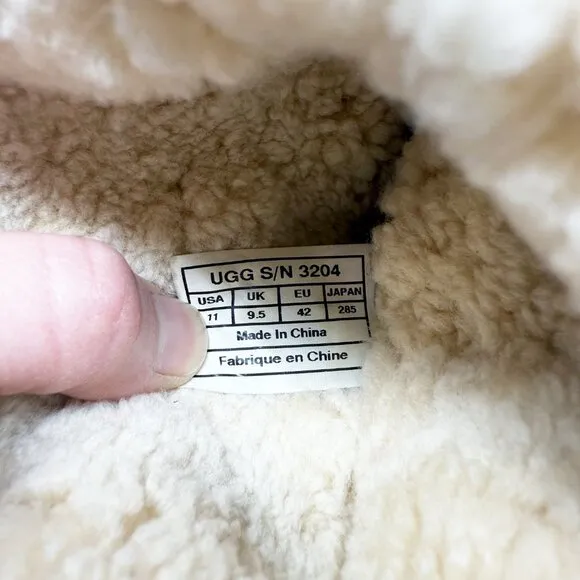 UGG S/N 3204
USA UK EU JAPAN
11 9.5 42 285
Made In China
Fabrique en Chine